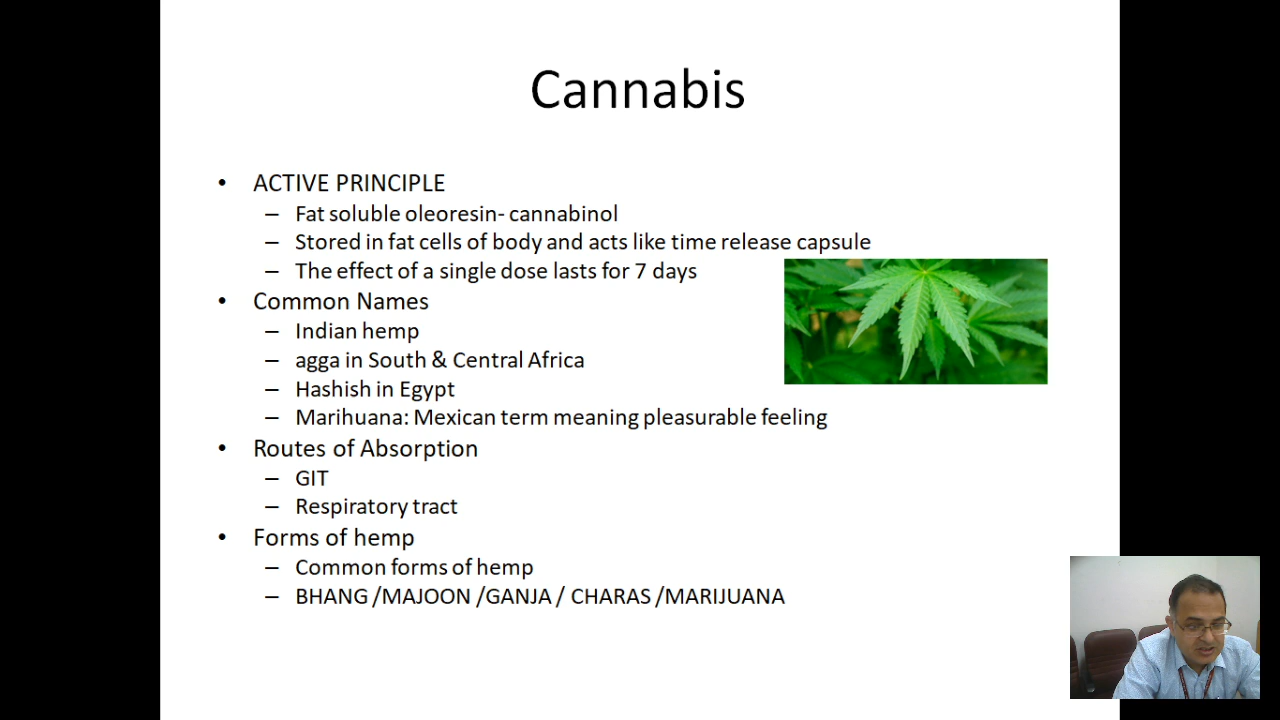 Cannabis
• ACTIVE PRINCIPLE
– Fat soluble oleoresin- cannabinol
– Stored in fat cells of body and acts like time release capsule
– The effect of a single dose lasts for 7 days
• Common Names
– Indian hemp
– agga in South & Central Africa
– Hashish in Egypt
– Marihuana: Mexican term meaning pleasurable feeling
• Routes of Absorption
– GIT
– Respiratory tract
• Forms of hemp
– Common forms of hemp
– BHANG /MAJOON /GANJA / CHARAS /MARIJUANA